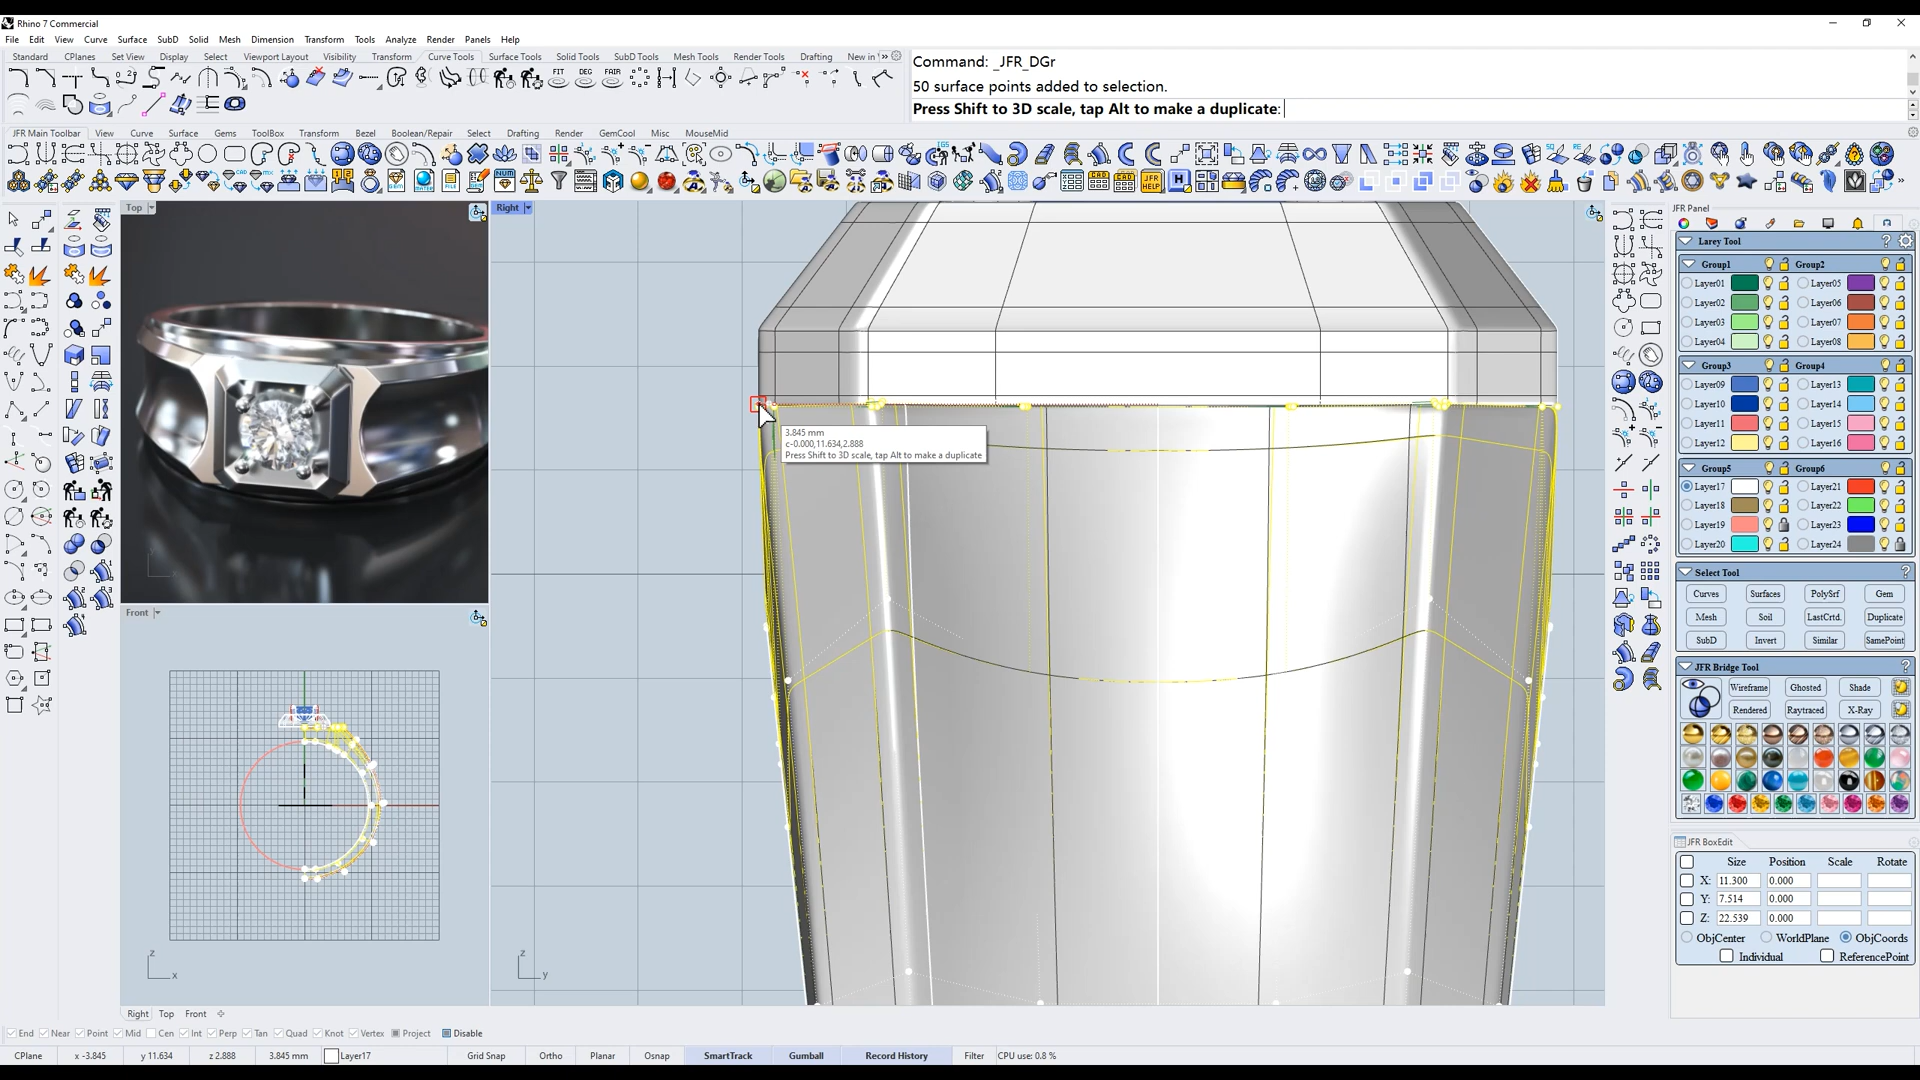 Rhino 7 Commercial
File Edit View Curve Surface SubD Solid Mesh Dimension Transform Tools Analyze Render Panels Help
Standard CPlanes Set View Display Select Viewport Layout Visibility Transform Curve Tools Surface Tools Solid Tools SubD Tools Mesh Tools Render Tools Drafting New in
Command: _JFR_DGr
50 surface points added to selection.
Press Shift to 3D scale, tap Alt to make a duplicate:
FIT DEG FAIR
JFR Main Toolbar View Curve Surface Gems ToolBox Transform Bezel Boolean/Repair Select Drafting Render GemCool Misc MouseMid
Top
Right
3.845 mm
c-0.000,11.634,2.888
Press Shift to 3D scale, tap Alt to make a duplicate
Front
z
x
z
y
JFR Panel
Larey Tool ?
Group1 Group2
Layer01 Layer05
Layer02 Layer06
Layer03 Layer07
Layer04 Layer08
Group3 Group4
Layer09 Layer13
Layer10 Layer14
Layer11 Layer15
Layer12 Layer16
Group5 Group6
Layer17 Layer21
Layer18 Layer22
Layer19 Layer23
Layer20 Layer24
Select Tool ?
Curves Surfaces PolySrf Gem
Mesh Soil LastCrtd. Duplicate
SubD Invert Similar SamePoint
JFR Bridge Tool ?
Wireframe Ghosted Shade
Rendered Raytraced X-Ray
JFR BoxEdit
Size Position Scale Rotate
X: 11.300 0.000
Y: 7.514 0.000
Z: 22.539 0.000
ObjCenter WorldPlane ObjCoords
Individual ReferencePoint
Right Top Front
End Near Point Mid Cen Int Perp Tan Quad Knot Vertex Project Disable
CPlane x -3.845 y 11.634 z 2.888 3.845 mm Layer17 Grid Snap Ortho Planar Osnap SmartTrack Gumball Record History Filter CPU use: 0.8 %